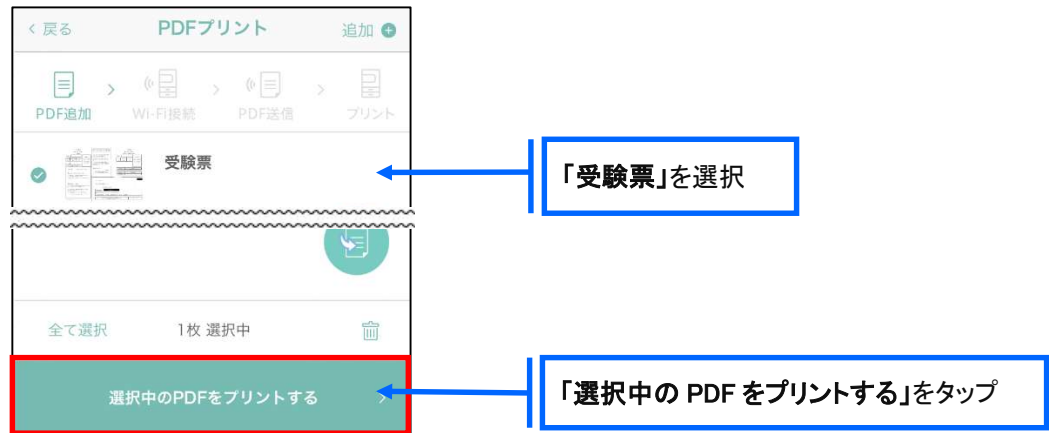 < 戻る PDFプリント 追加
PDF追加 > Wi-Fi接続 > PDF送信 > プリント
受験票
「受験票」を選択
全て選択 1枚 選択中
選択中のPDFをプリントする >
「選択中の PDF をプリントする」をタップ